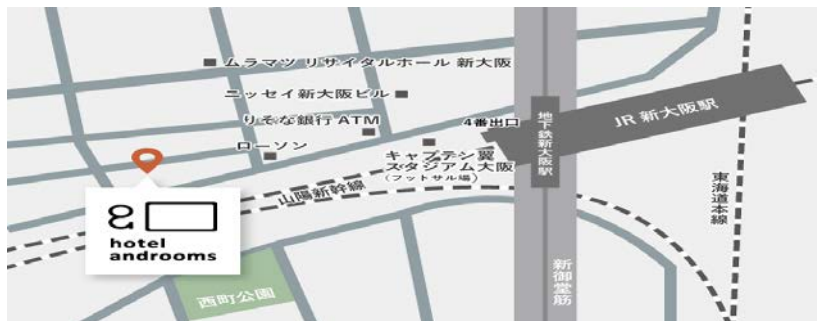 ムラマツ リサイタルホール 新大阪
ニッセイ新大阪ビル
りそな銀行 ATM
ローソン
4番出口
キャプテン翼
スタジアム大阪
(フットサル場)
地下鉄新大阪駅
JR 新大阪駅
山陽新幹線
東海道本線
hotel
androoms
新御堂筋
西町公園